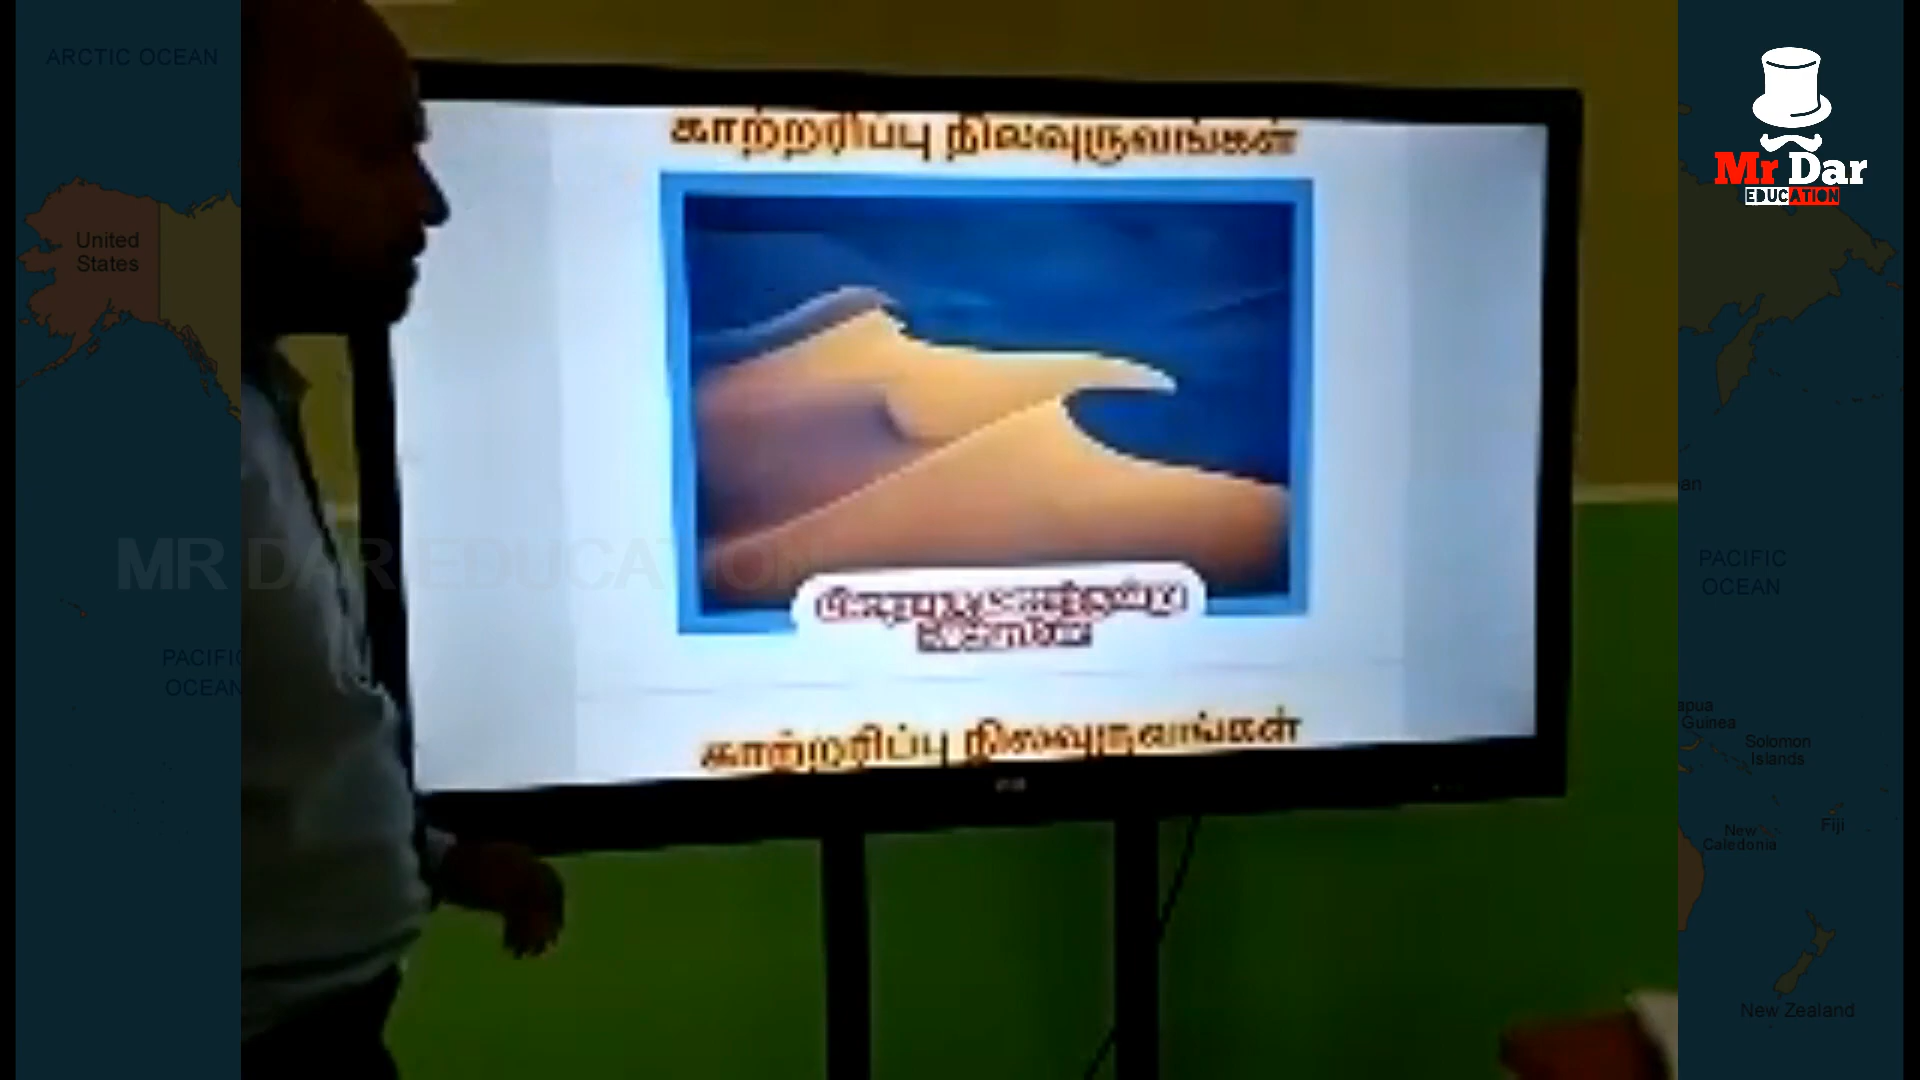 ARCTIC OCEAN
United
States
PACIFIC
OCEAN
MR DAR EDUCATION
காற்றரிப்பு நிலவுருவங்கள்
காற்றரிப்பு நிலவுருவங்கள்
Mr Dar
EDUCATION
PACIFIC
OCEAN
Guinea
Solomon
Islands
Fiji
New
Caledonia
New Zealand